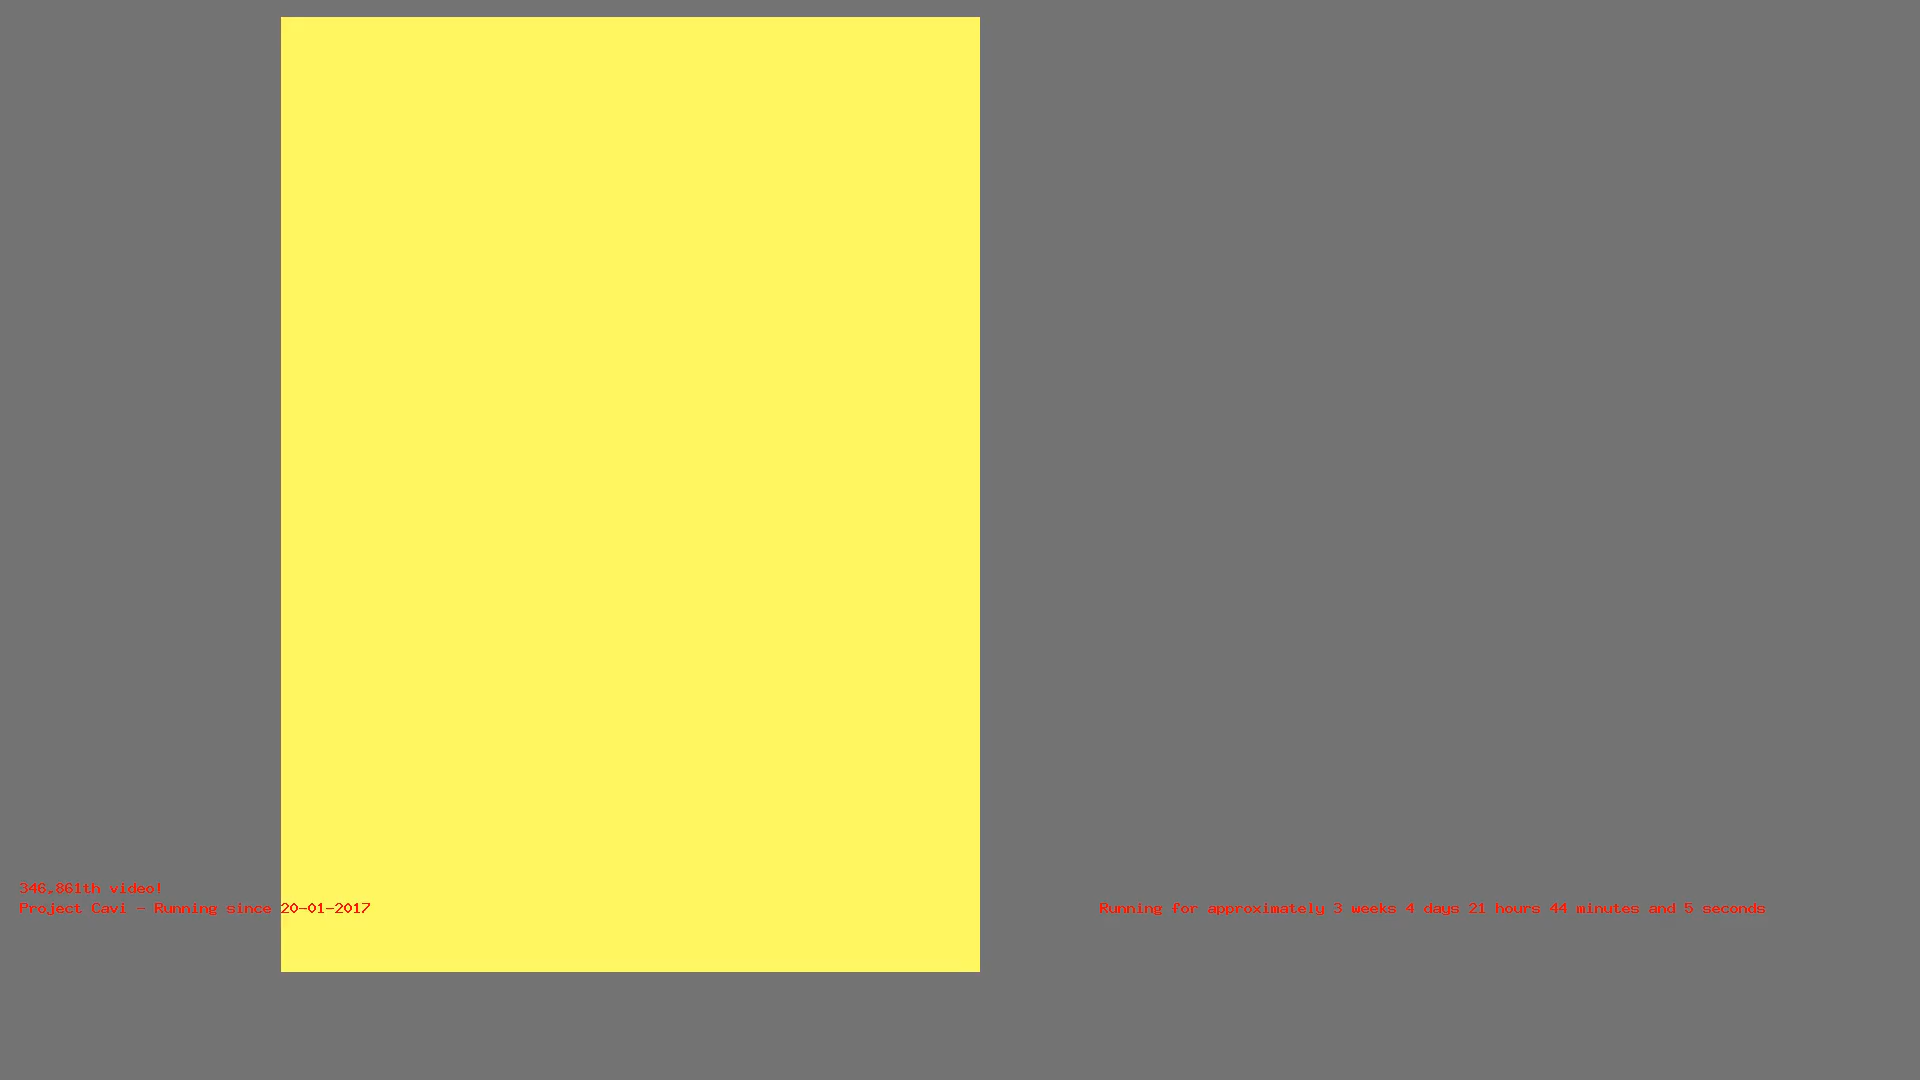 346,861th video!
Project Cavi - Running since 20-01-2017
Running for approximately 3 weeks 4 days 21 hours 44 minutes and 5 seconds